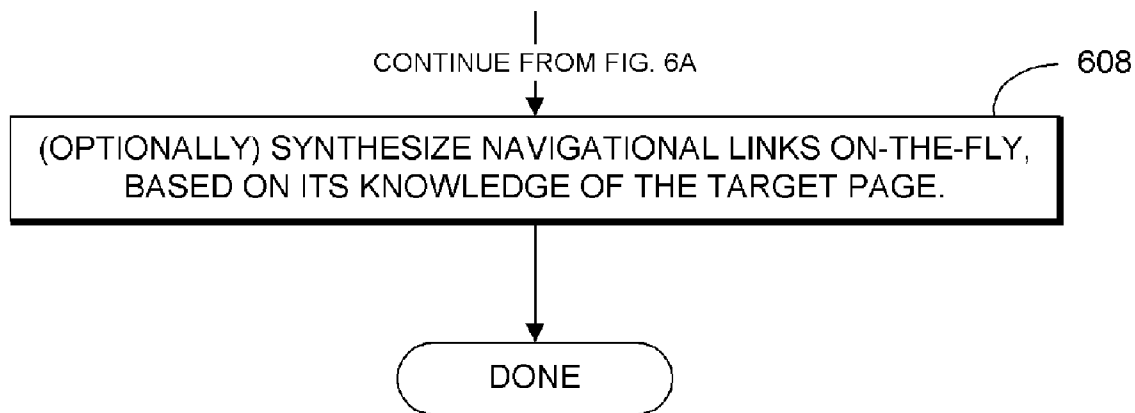 CONTINUE FROM FIG. 6A
608
(OPTIONALLY) SYNTHESIZE NAVIGATIONAL LINKS ON-THE-FLY,
BASED ON ITS KNOWLEDGE OF THE TARGET PAGE.
DONE